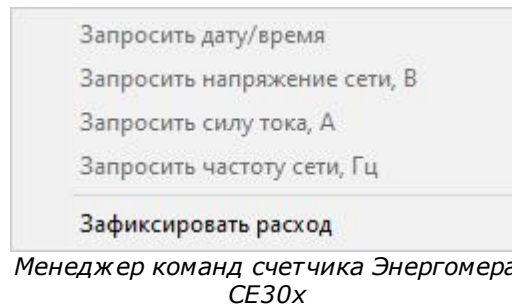 Запросить дату/время
Запросить напряжение сети, В
Запросить силу тока, А
Запросить частоту сети, Гц
Зафиксировать расход
Менеджер команд счетчика Энергомера
СЕ30х